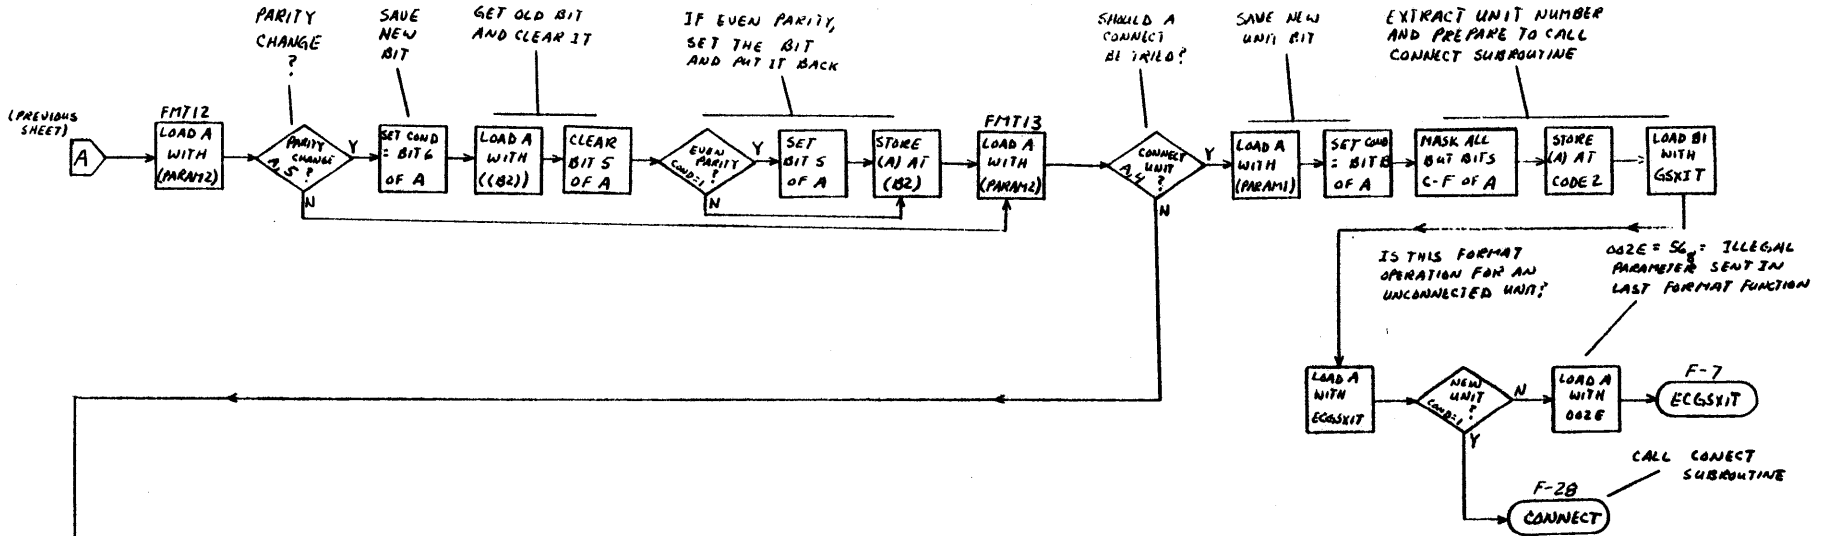 PARITY
CHANGE
?
SAVE
NEW
BIT
GET OLD BIT
AND CLEAR IT
IF EVEN PARITY,
SET THE BIT
AND PUT IT BACK
SHOULD A
CONNECT
BE TRIED?
SAVE NEW
UNIT BIT
EXTRACT UNIT NUMBER
AND PREPARE TO CALL
CONNECT SUBROUTINE
(PREVIOUS
SHEET)
A
FMT12
LOAD A
WITH
(PARAM2)
PARITY
CHANGE
?
A,5
Y
N
SET COND
= BIT 6
OF A
LOAD A
WITH
((B2))
CLEAR
BIT 5
OF A
EVEN
PARITY
?
COND=1
Y
N
SET
BIT 5
OF A
STORE
(A) AT
(B2)
FMT13
LOAD A
WITH
(PARAM2)
CONNECT
UNIT
?
A,4
Y
N
LOAD A
WITH
(PARAM1)
SET COND
= BIT B
OF A
MASK ALL
BUT BITS
C-F OF A
STORE
(A) AT
CODE 2
LOAD B1
WITH
GSXIT
IS THIS FORMAT
OPERATION FOR AN
UNCONNECTED UNIT?
002E = 56₈ = ILLEGAL
PARAMETER SENT IN
LAST FORMAT FUNCTION
LOAD A
WITH
ECGSXIT
NEW
UNIT
?
COND=1
N
Y
LOAD A
WITH
002E
F-7
ECGSXIT
CALL CONECT
SUBROUTINE
F-28
CONNECT